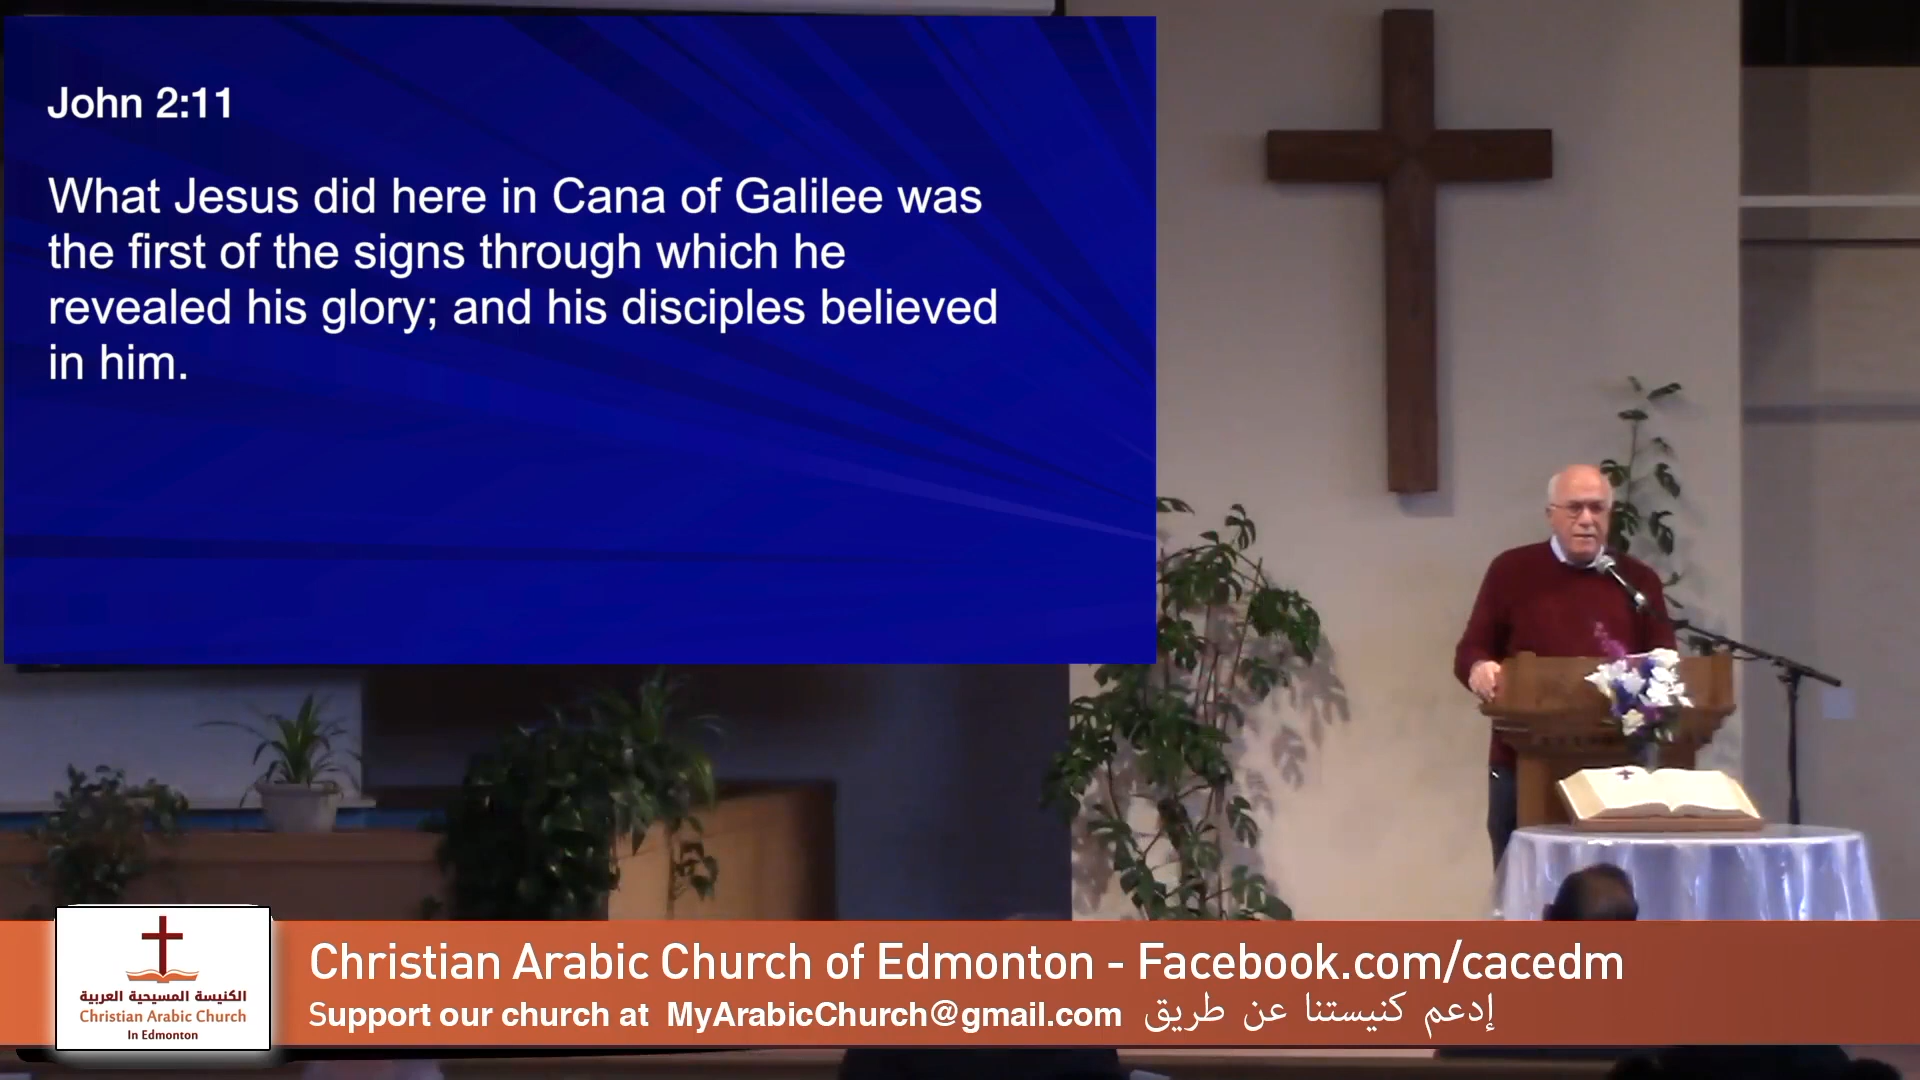 John 2:11
What Jesus did here in Cana of Galilee was
the first of the signs through which he
revealed his glory; and his disciples believed
in him.
الكنيسة المسيحية العربية
Christian Arabic Church
In Edmonton
Christian Arabic Church of Edmonton - Facebook.com/cacedm
Support our church at MyArabicChurch@gmail.com إدعم كنيستنا عن طريق